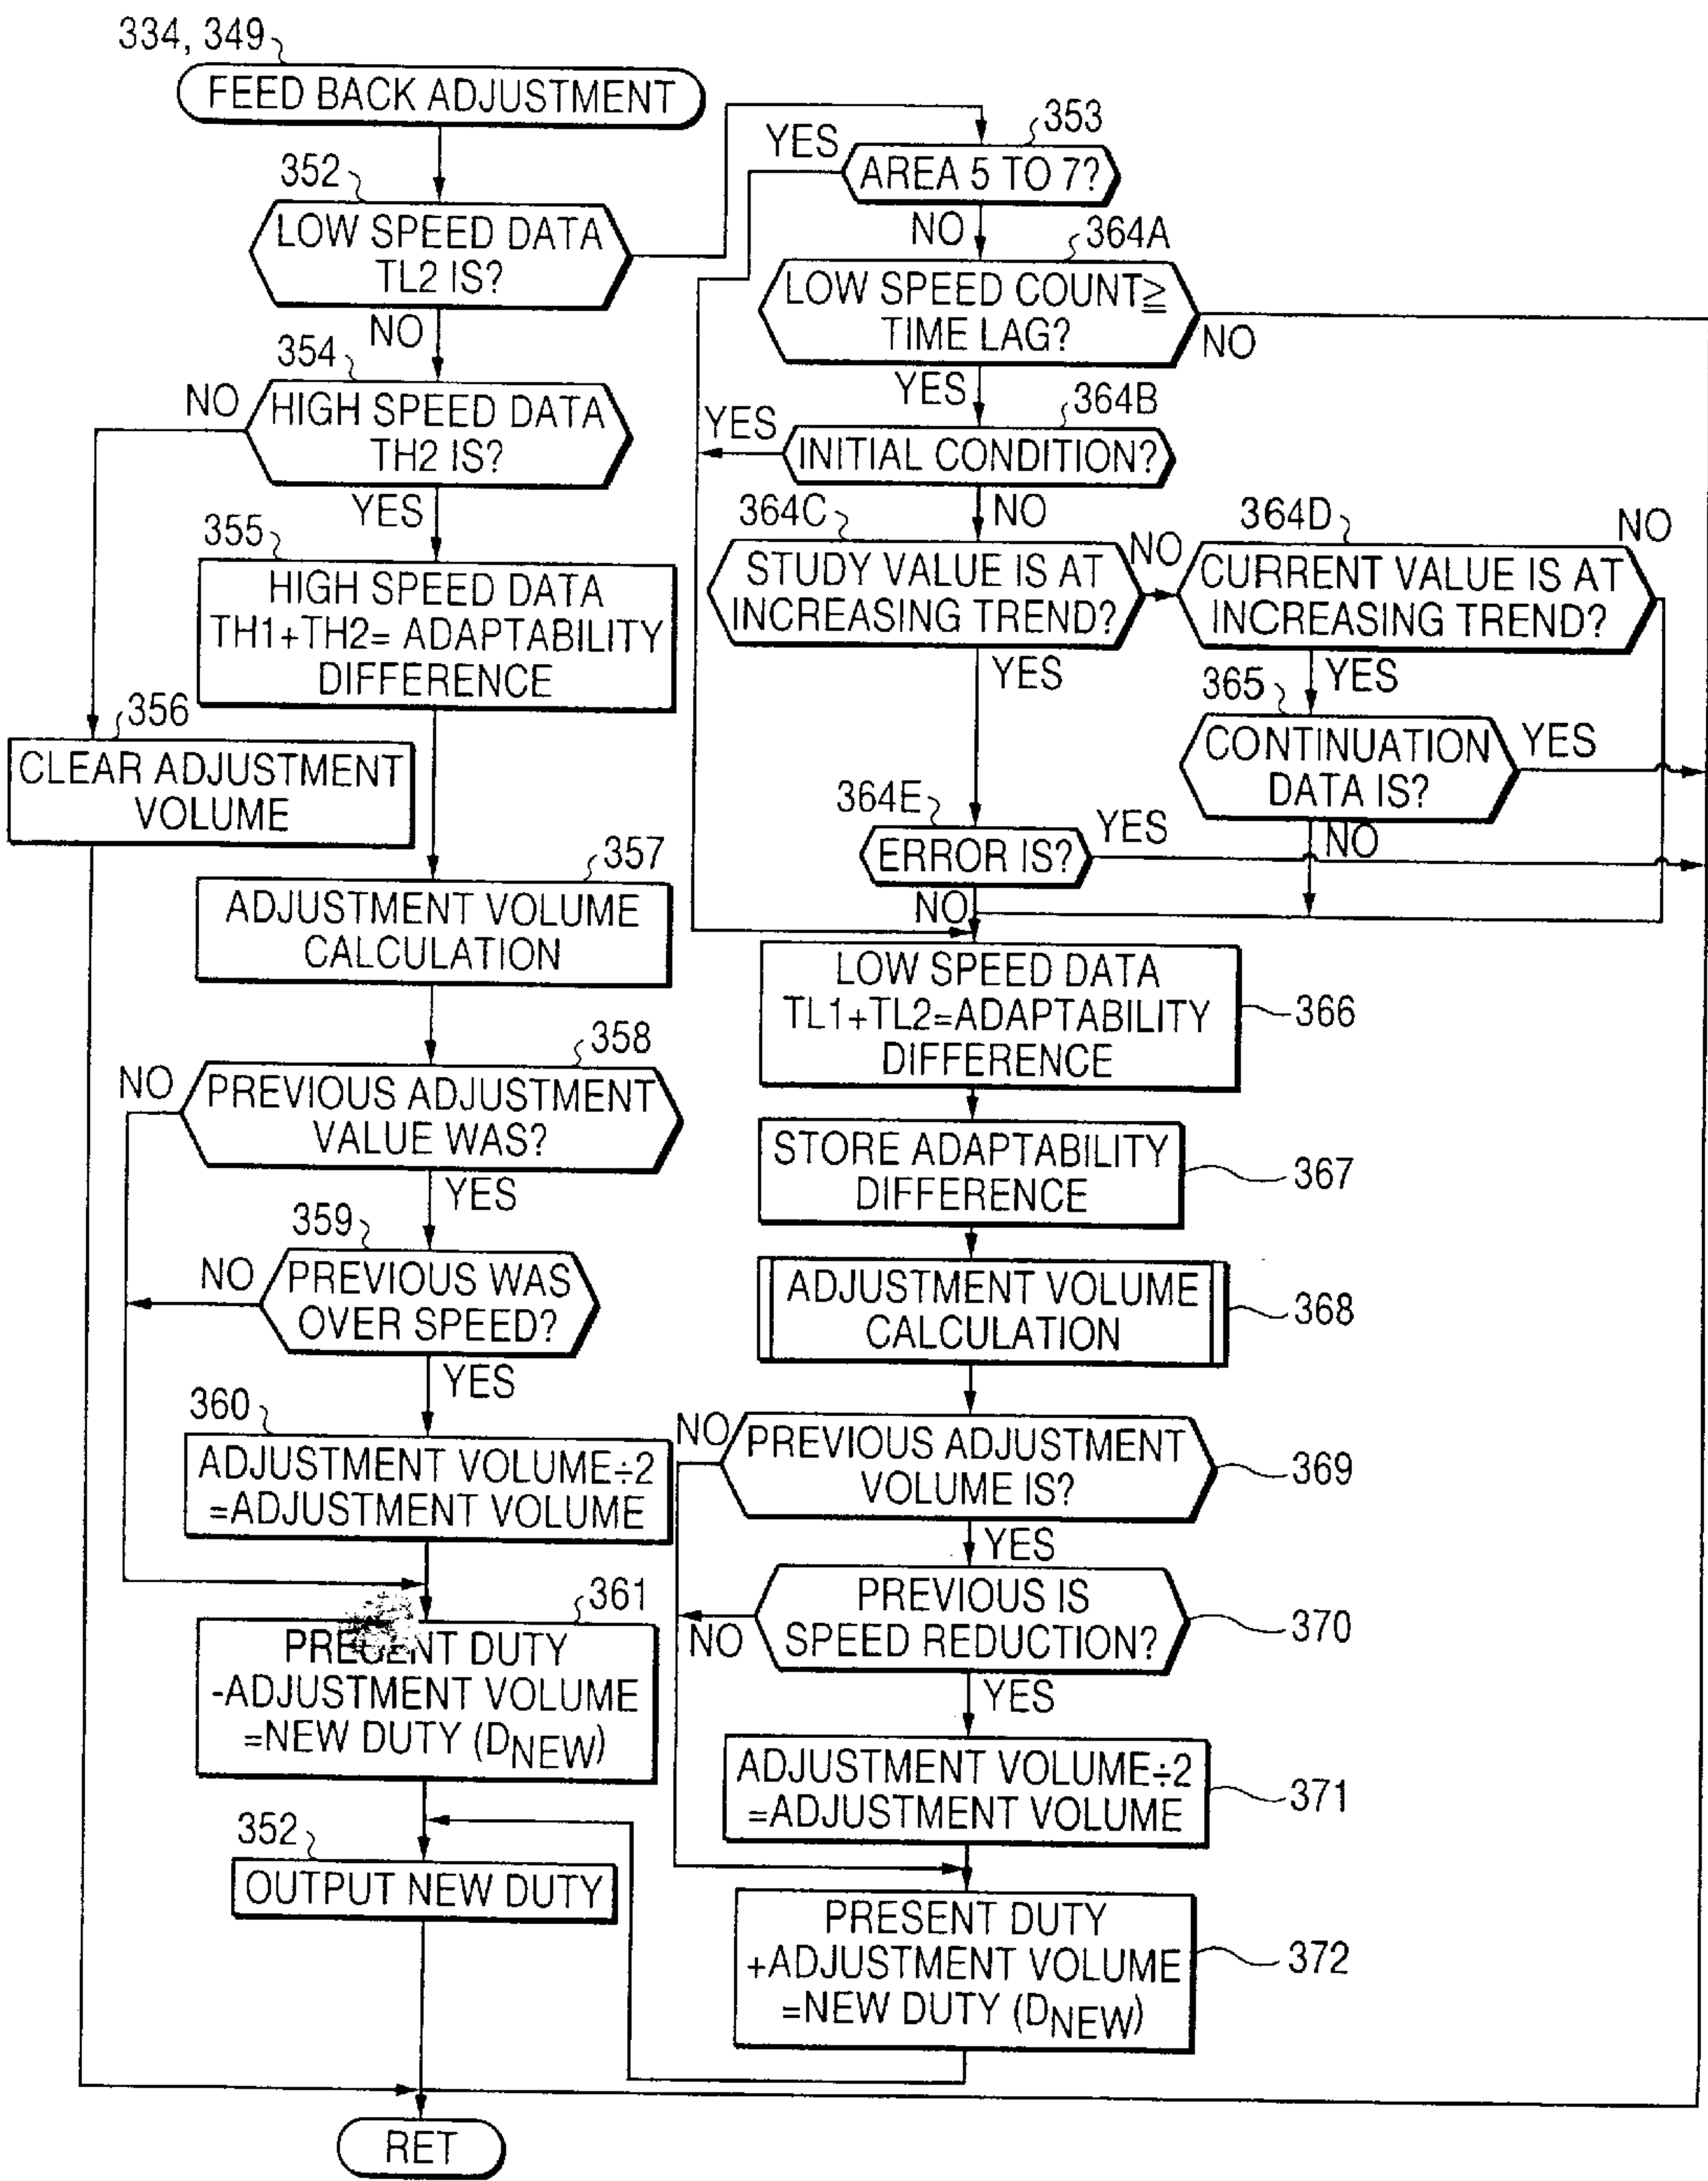 334, 349
FEED BACK ADJUSTMENT
352
LOW SPEED DATA
TL2 IS?
NO
354
NO
HIGH SPEED DATA
TH2 IS?
YES
355
HIGH SPEED DATA
TH1+TH2= ADAPTABILITY
DIFFERENCE
356
CLEAR ADJUSTMENT
VOLUME
357
ADJUSTMENT VOLUME
CALCULATION
358
NO
PREVIOUS ADJUSTMENT
VALUE WAS?
YES
359
NO
PREVIOUS WAS
OVER SPEED?
YES
360
ADJUSTMENT VOLUME÷2
=ADJUSTMENT VOLUME
361
PRESENT DUTY
-ADJUSTMENT VOLUME
=NEW DUTY (DNEW)
352
OUTPUT NEW DUTY
RET
353
YES
AREA 5 TO 7?
NO
364A
LOW SPEED COUNT≧
TIME LAG?
NO
YES
364B
YES
INITIAL CONDITION?
NO
364C
STUDY VALUE IS AT
INCREASING TREND?
NO
YES
364D
NO
CURRENT VALUE IS AT
INCREASING TREND?
YES
365
CONTINUATION
DATA IS?
YES
NO
364E
ERROR IS?
YES
NO
LOW SPEED DATA
TL1+TL2=ADAPTABILITY
DIFFERENCE
366
STORE ADAPTABILITY
DIFFERENCE
367
ADJUSTMENT VOLUME
CALCULATION
368
NO
PREVIOUS ADJUSTMENT
VOLUME IS?
369
YES
PREVIOUS IS
SPEED REDUCTION?
370
NO
YES
ADJUSTMENT VOLUME÷2
=ADJUSTMENT VOLUME
371
PRESENT DUTY
+ADJUSTMENT VOLUME
=NEW DUTY (DNEW)
372